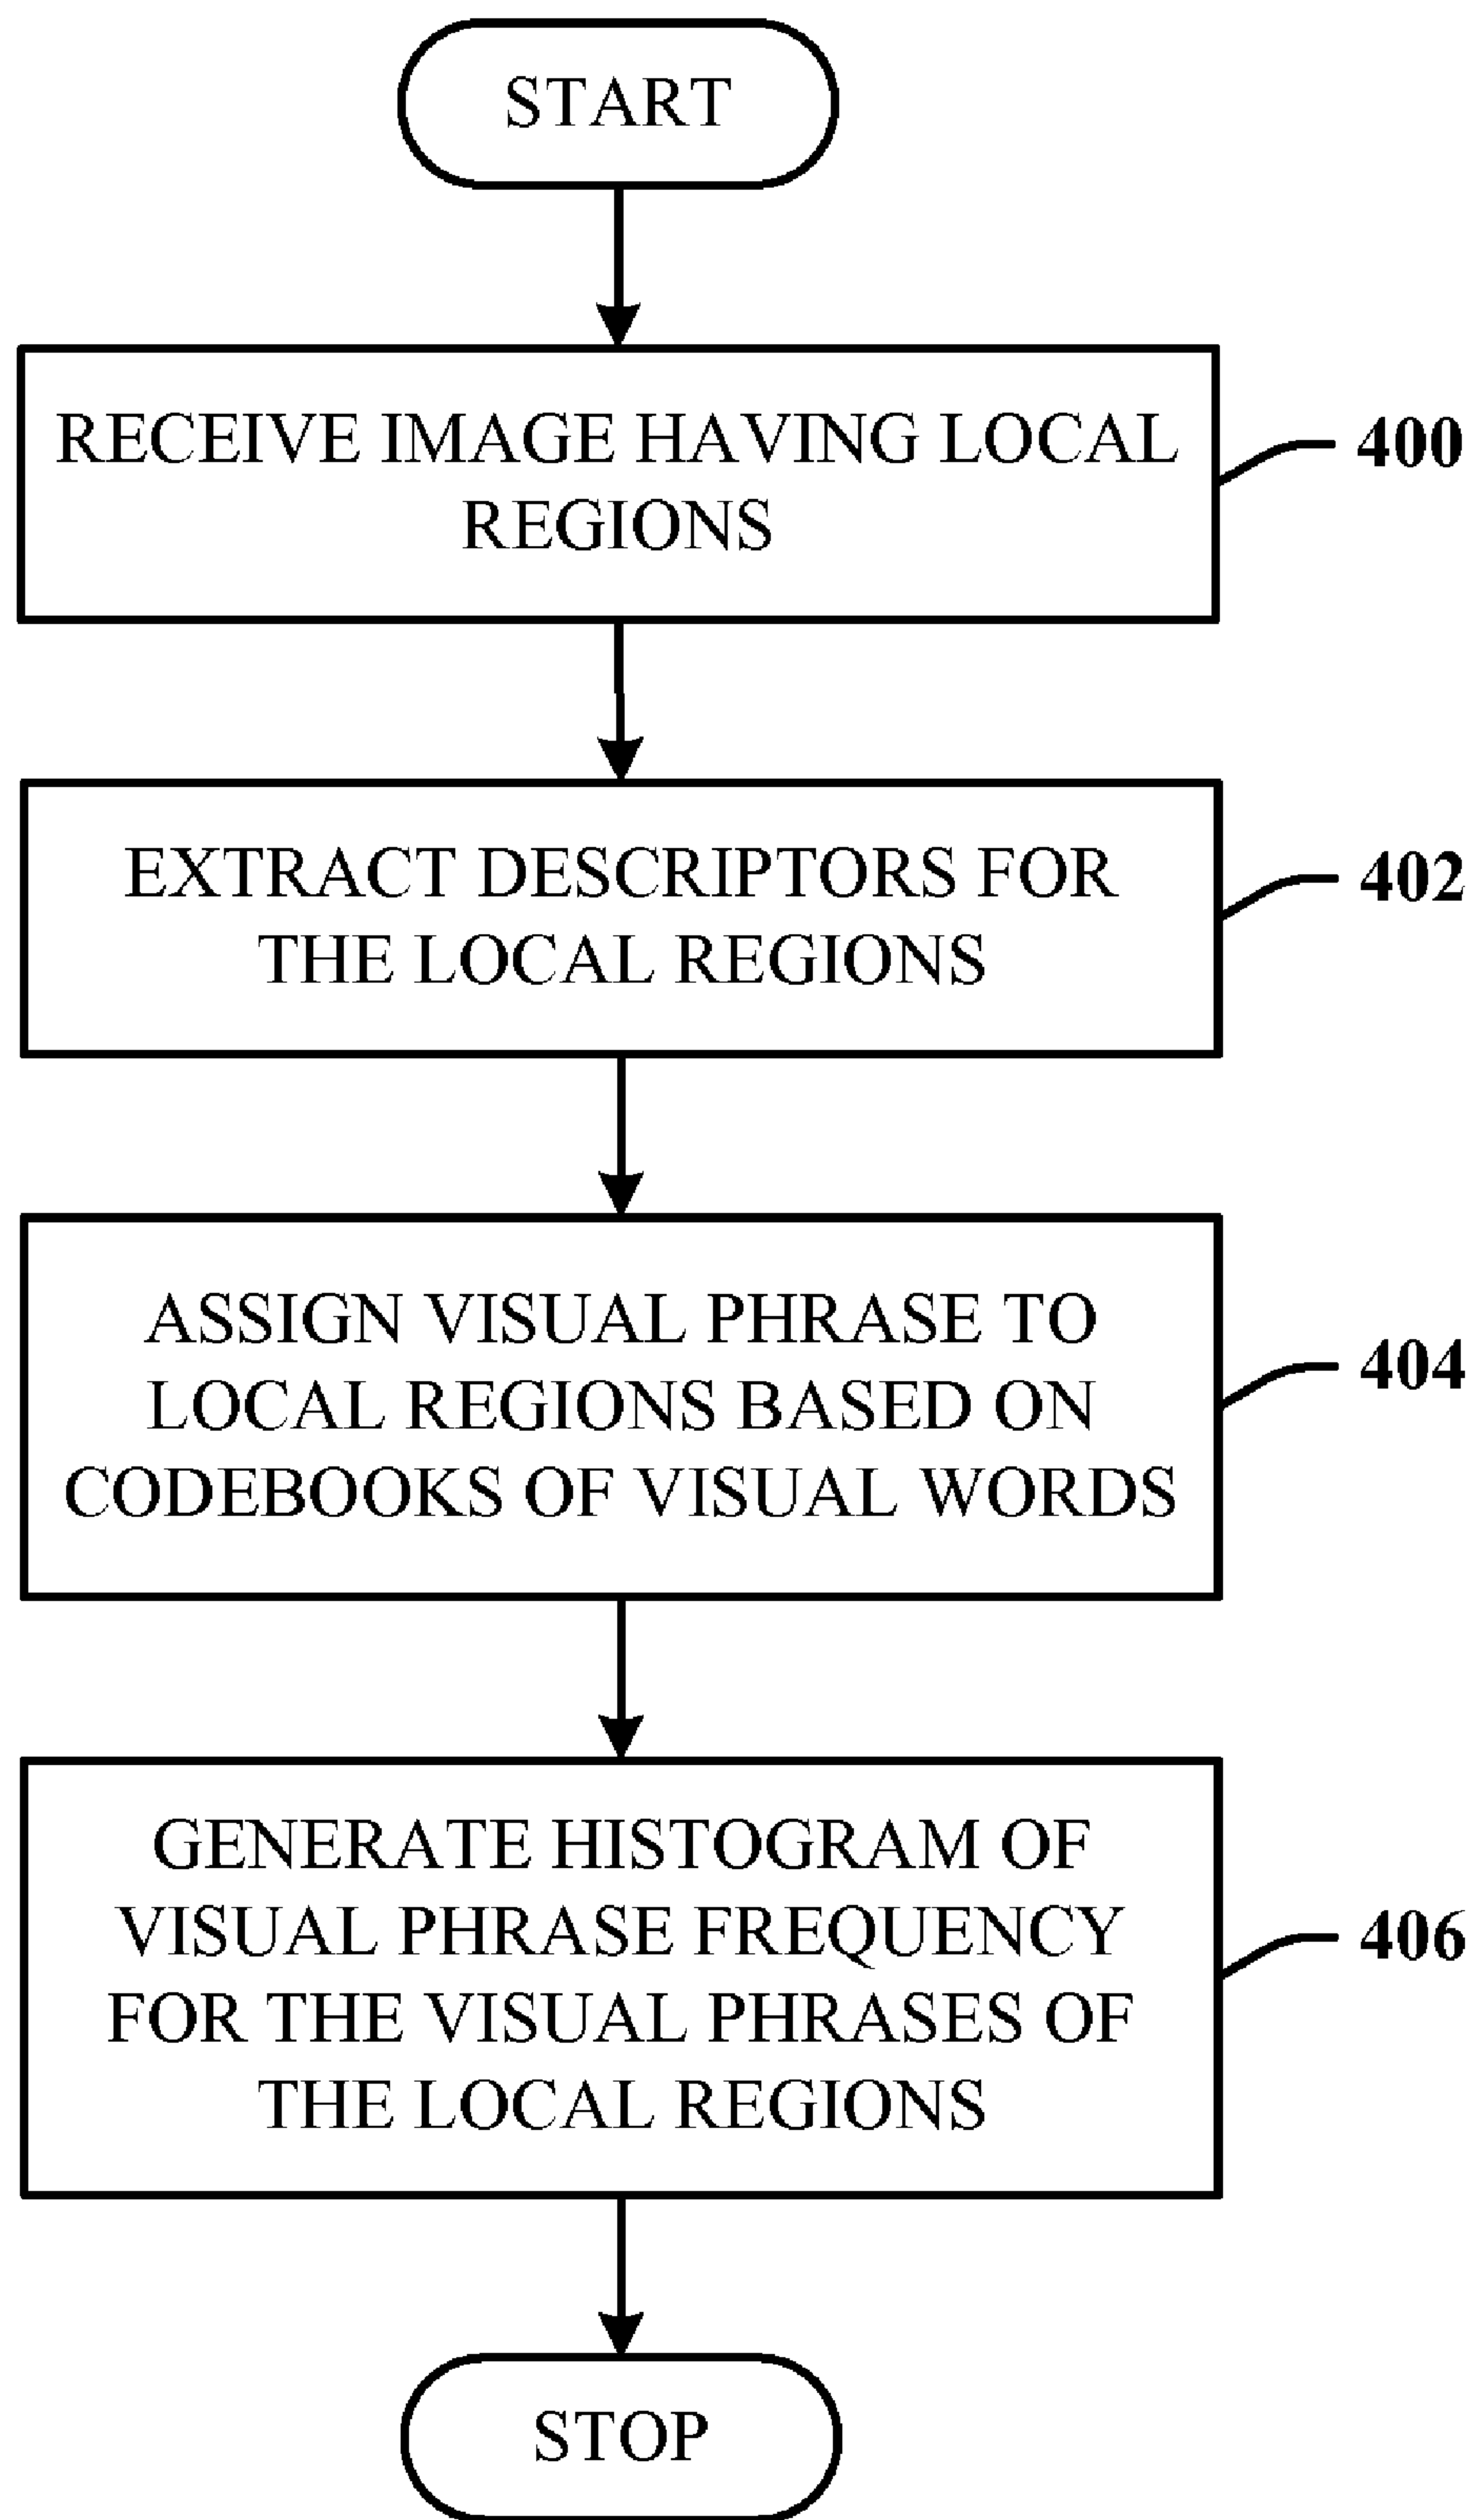 START
RECEIVE IMAGE HAVING LOCAL
REGIONS
400
EXTRACT DESCRIPTORS FOR
THE LOCAL REGIONS
402
ASSIGN VISUAL PHRASE TO
LOCAL REGIONS BASED ON
CODEBOOKS OF VISUAL WORDS
404
GENERATE HISTOGRAM OF
VISUAL PHRASE FREQUENCY
FOR THE VISUAL PHRASES OF
THE LOCAL REGIONS
406
STOP